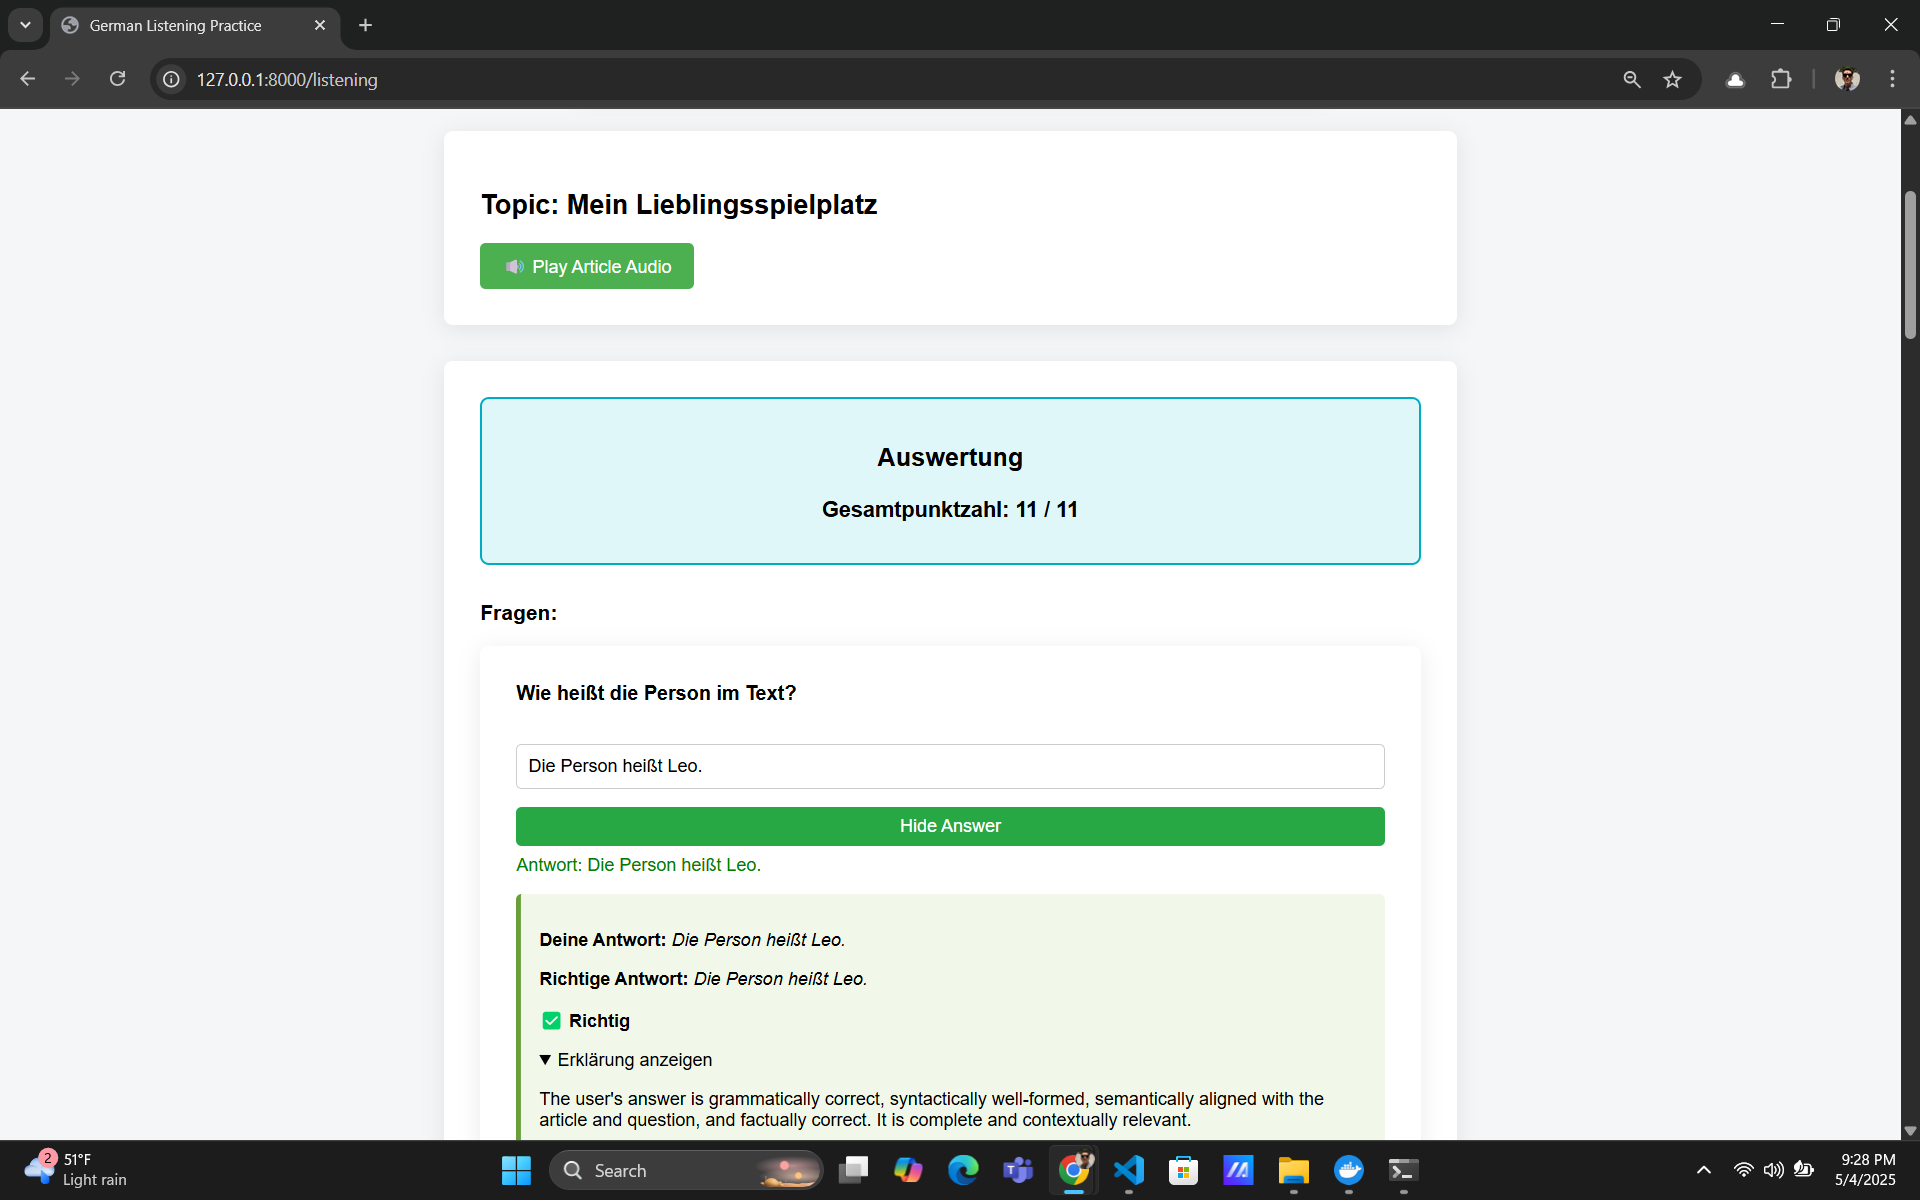 German Listening Practice
127.0.0.1:8000/listening
Topic: Mein Lieblingsspielplatz
Play Article Audio
Auswertung
Gesamtpunktzahl: 11 / 11
Fragen:
Wie heißt die Person im Text?
Die Person heißt Leo.
Hide Answer
Antwort: Die Person heißt Leo.
Deine Antwort: Die Person heißt Leo.
Richtige Antwort: Die Person heißt Leo.
Richtig
Erklärung anzeigen
The user's answer is grammatically correct, syntactically well-formed, semantically aligned with the
article and question, and factually correct. It is complete and contextually relevant.
2
51°F
Light rain
Search
9:28 PM
5/4/2025